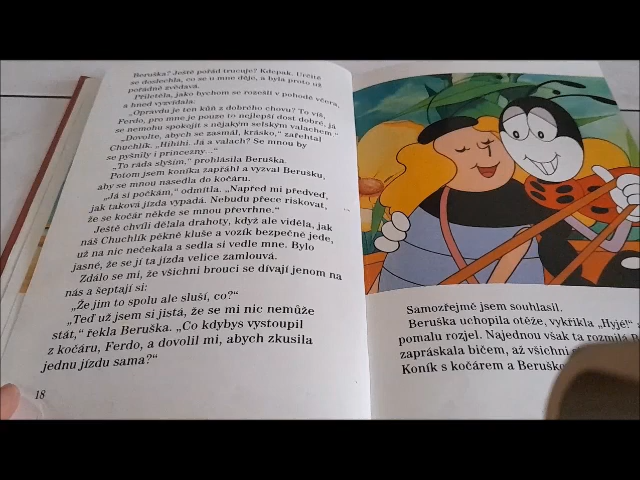 Beruška? Ještě pořád trucuje? Kdepak. Určitě
se doslechla, co se u mne děje, a byla proto už
pořádně zvědavá.
Přiletěla, jako bychom se rozešli v pohodě včera,
a hned vyzvídala:
„Opravdu je ten kůň z dobrého chovu? To víš,
Ferdo, pro mne je pouze to nejlepší dost dobré, já
se nemohu spokojit s nějakým selským valachem.“
„Dovolte, abych se zasmál, krásko,“ zařehtal
Chuchlík. „Hihihi. Já a valach? Se mnou by
se pyšnily i princezny...“
„To ráda slyším,“ prohlásila Beruška.
Potom jsem koníka zapřáhl a vyzval Berušku,
aby se mnou nasedla do kočáru.
„Já si počkám,“ odmítla. „Napřed mi předveď,
jak taková jízda vypadá. Nebudu přece riskovat,
že se kočár někde se mnou převrhne.“
Ještě chvíli dělala drahoty, když ale viděla, jak
náš Chuchlík pěkně kluše a vozík bezpečně jede,
už na nic nečekala a sedla si vedle mne. Bylo
jasné, že se jí ta jízda velice zamlouvá.
Zdálo se mi, že všichni brouci se dívají jenom na
nás a šeptají si:
„Že jim to spolu ale sluší, co?“
„Teď už jsem si jistá, že se mi nic nemůže
stát,“ řekla Beruška. „Co kdybys vystoupil
z kočáru, Ferdo, a dovolil mi, abych zkusila
jednu jízdu sama?“
18
Samozřejmě jsem souhlasil.
Beruška uchopila otěže, vykřikla „Hyjé!“
pomalu rozjel. Najednou však ta rozmilá
zapráskala bičem, až všichni
Koník s kočárem a Beruško